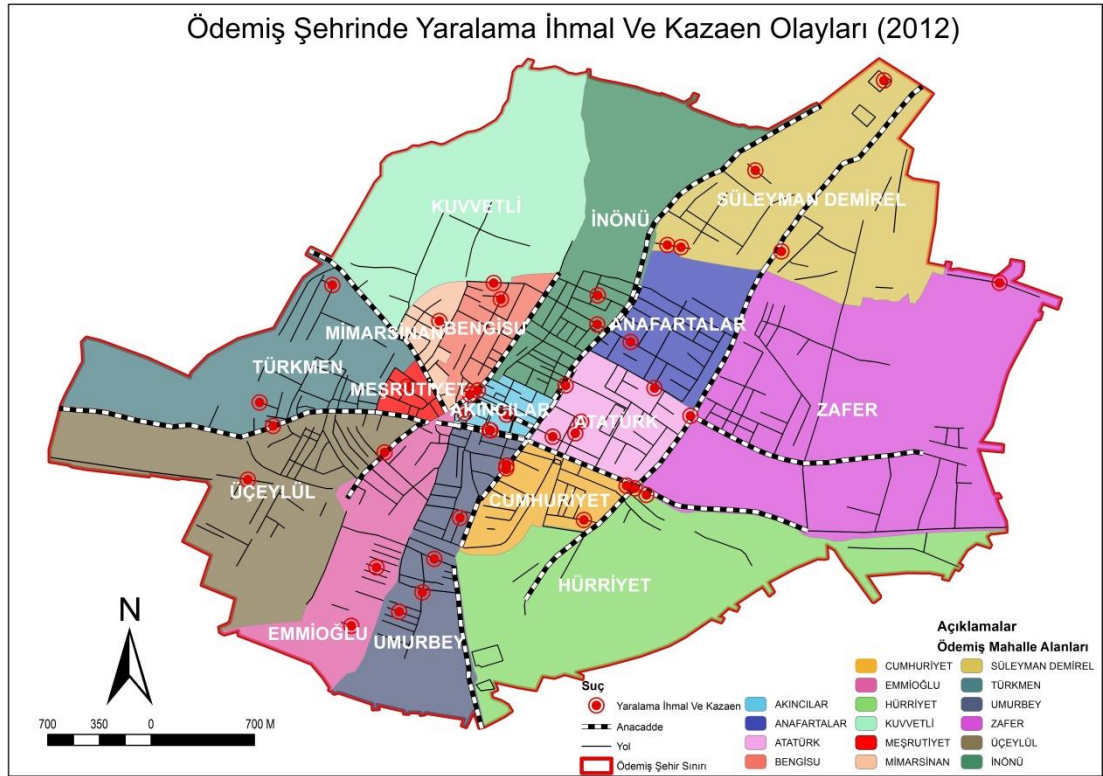 Ödemiş Şehrinde Yaralama İhmal Ve Kazaen Olayları (2012)
SÜLEYMAN DEMİREL
KUVVETLİ
İNÖNÜ
ANAFARTALAR
MİMARSİNAN
BENGİSU
TÜRKMEN
MEŞRUTİYET
AKINCILAR
ZAFER
ATATÜRK
ÜÇEYLÜL
CUMHURİYET
HÜRRİYET
EMMİOĞLU
UMURBEY
N
700 350 0 700 M
Suç
Yaralama İhmal Ve Kazaen
Anacadde
Yol
Ödemiş Şehir Sınırı
Açıklamalar
Ödemiş Mahalle Alanları
AKINCILAR
ANAFARTALAR
ATATÜRK
BENGİSU
CUMHURİYET
EMMİOĞLU
HÜRRİYET
KUVVETLİ
MEŞRUTİYET
MİMARSİNAN
SÜLEYMAN DEMİREL
TÜRKMEN
UMURBEY
ZAFER
ÜÇEYLÜL
İNÖNÜ